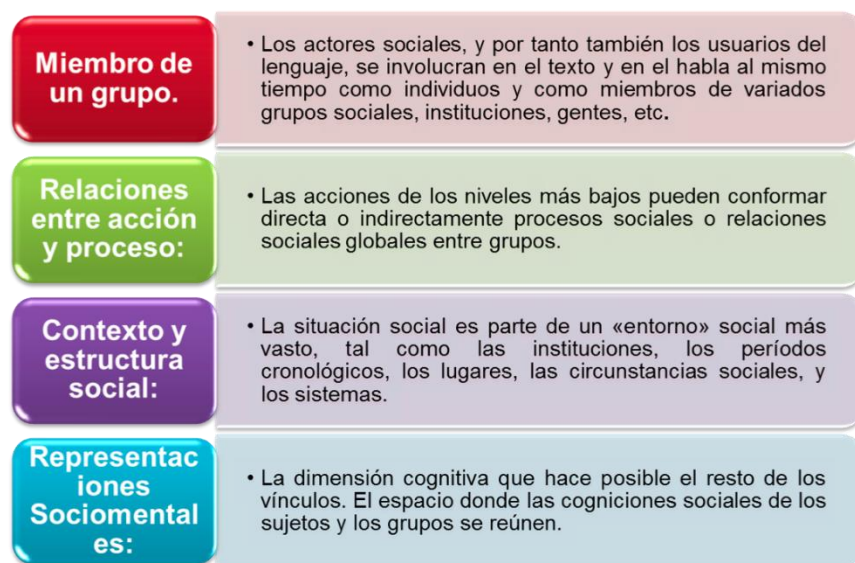 Miembro de
un grupo.
• Los actores sociales, y por tanto también los usuarios del
lenguaje, se involucran en el texto y en el habla al mismo
tiempo como individuos y como miembros de variados
grupos sociales, instituciones, gentes, etc.
Relaciones
entre acción
y proceso:
• Las acciones de los niveles más bajos pueden conformar
directa o indirectamente procesos sociales o relaciones
sociales globales entre grupos.
Contexto y
estructura
social:
• La situación social es parte de un «entorno» social más
vasto, tal como las instituciones, los períodos
cronológicos, los lugares, las circunstancias sociales, y
los sistemas.
Representac
iones
Sociomental
es:
• La dimensión cognitiva que hace posible el resto de los
vínculos. El espacio donde las cogniciones sociales de los
sujetos y los grupos se reúnen.